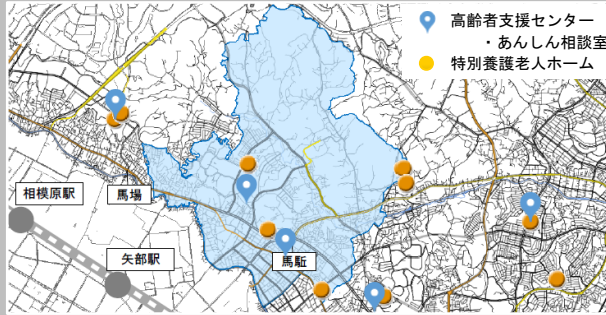 高齢者支援センター
・あんしん相談室
特別養護老人ホーム
相模原駅
馬場
矢部駅
馬駈